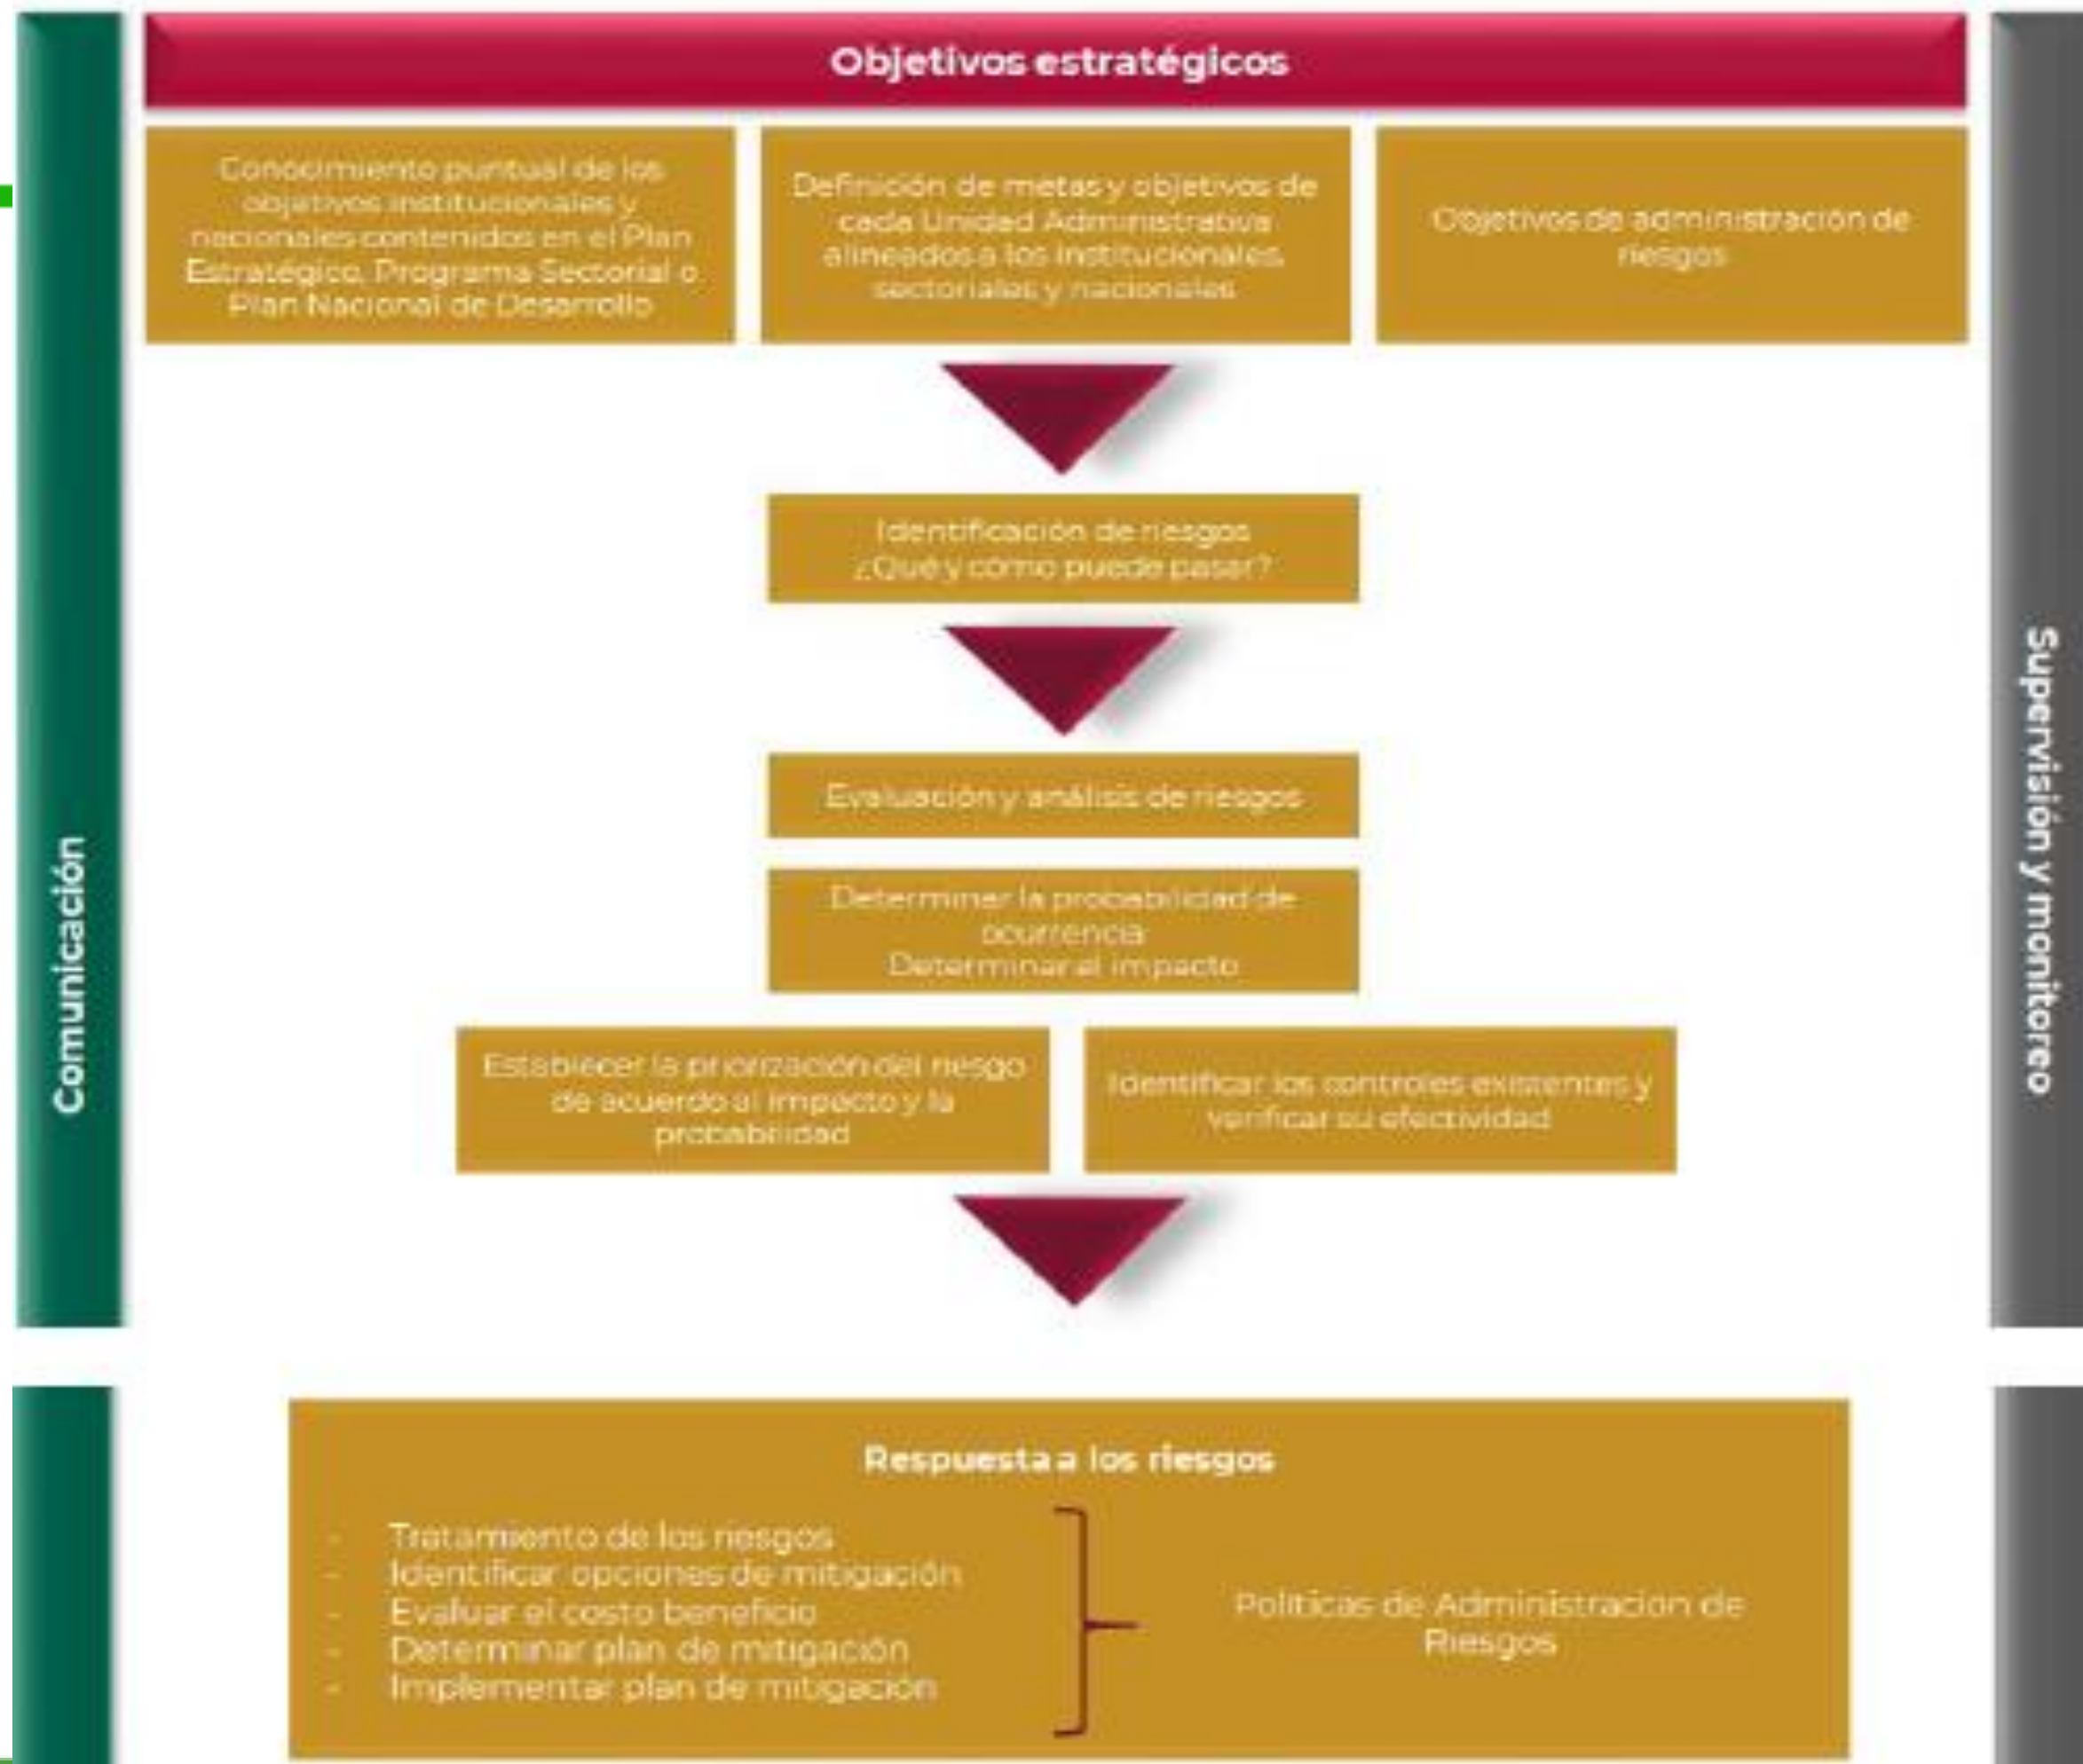 Objetivos estratégicos
Conocimiento puntual de los
objetivos institucionales y
nacionales contenidos en el Plan
Estratégico, Programa Sectorial o
Plan Nacional de Desarrollo
Definición de metas y objetivos de
cada Unidad Administrativa
alineados a los institucionales,
sectoriales y nacionales
Objetivos de administración de
riesgos
Identificación de riesgos
¿Qué y cómo puede pasar?
Evaluación y análisis de riesgos
Determinar la probabilidad de
ocurrencia
Determinar al impacto
Establecer la priorización del riesgo
de acuerdo al impacto y la
probabilidad
Identificar los controles existentes y
verificar su efectividad
Comunicación
Supervisión y monitoreo
Respuesta a los riesgos
- Tratamiento de los riesgos
- Identificar opciones de mitigación
- Evaluar el costo beneficio
- Determinar plan de mitigación
- Implementar plan de mitigación
Políticas de Administración de
Riesgos